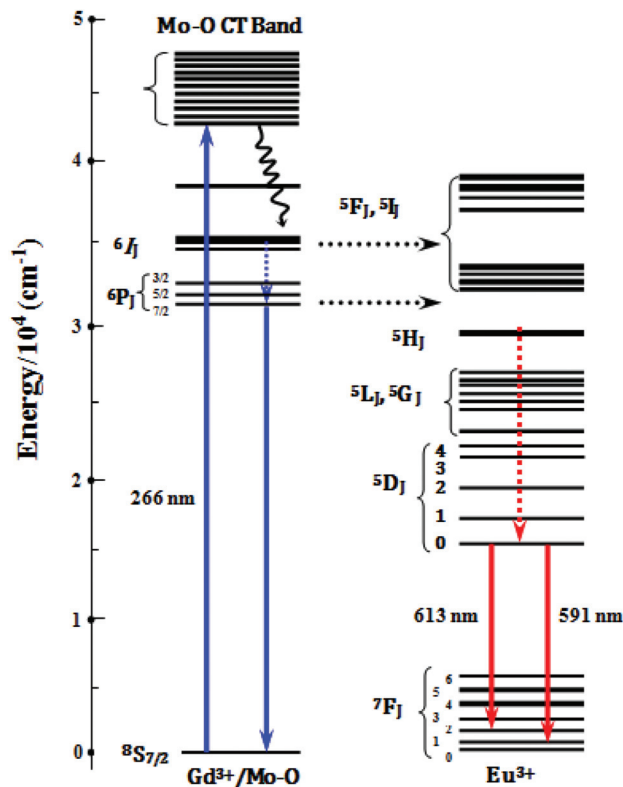 Mo-O CT Band
Energy/10⁴ (cm⁻¹)
5
4
3
2
1
0
⁶I_J
⁶P_J
3/2
5/2
7/2
266 nm
⁸S₇/₂
Gd³⁺/Mo-O
⁵F_J, ⁵I_J
⁵H_J
⁵L_J, ⁵G_J
⁵D_J
4
3
2
1
0
613 nm
591 nm
⁷F_J
6
5
4
3
2
1
0
Eu³⁺